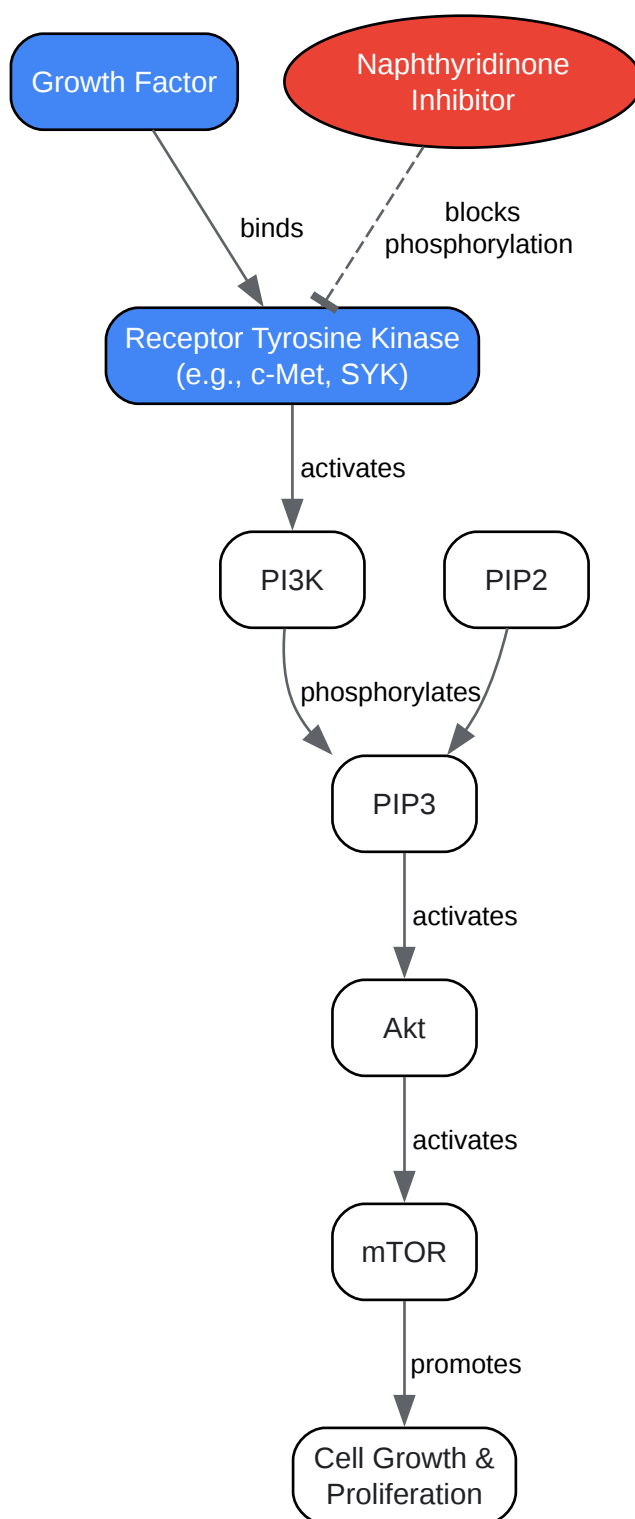 Growth Factor
Naphthyridinone
Inhibitor
binds
blocks
phosphorylation
Receptor Tyrosine Kinase
(e.g., c-Met, SYK)
activates
PI3K
PIP2
phosphorylates
PIP3
activates
Akt
activates
mTOR
promotes
Cell Growth &
Proliferation